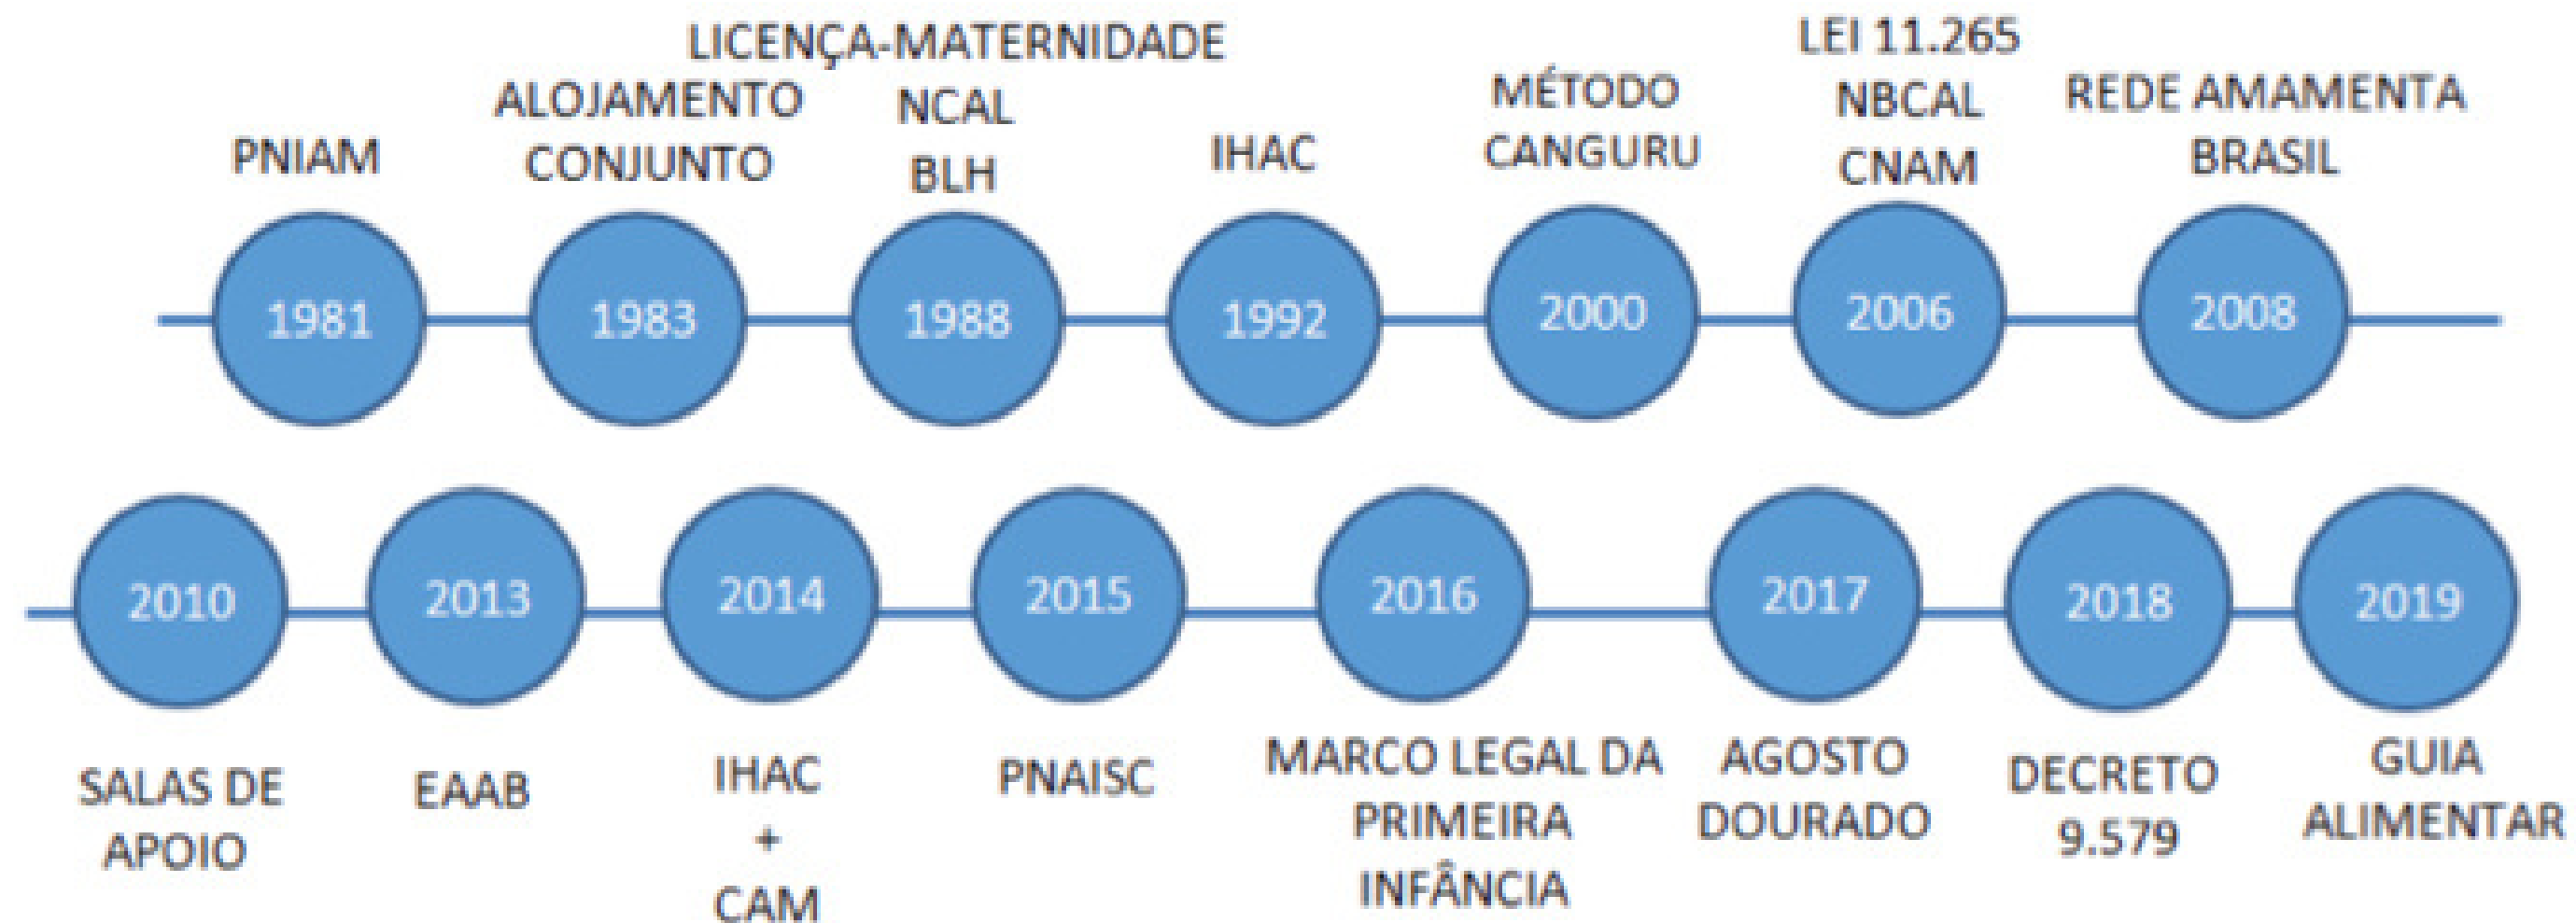 PNIAM
1981
ALOJAMENTO
CONJUNTO
1983
LICENÇA-MATERNIDADE
NCAL
BLH
1988
IHAC
1992
MÉTODO
CANGURU
2000
LEI 11.265
NBCAL
CNAM
2006
REDE AMAMENTA
BRASIL
2008
2010
SALAS DE
APOIO
2013
EAAB
2014
IHAC
+
CAM
2015
PNAISC
2016
MARCO LEGAL DA
PRIMEIRA
INFÂNCIA
2017
AGOSTO
DOURADO
2018
DECRETO
9.579
2019
GUIA
ALIMENTAR